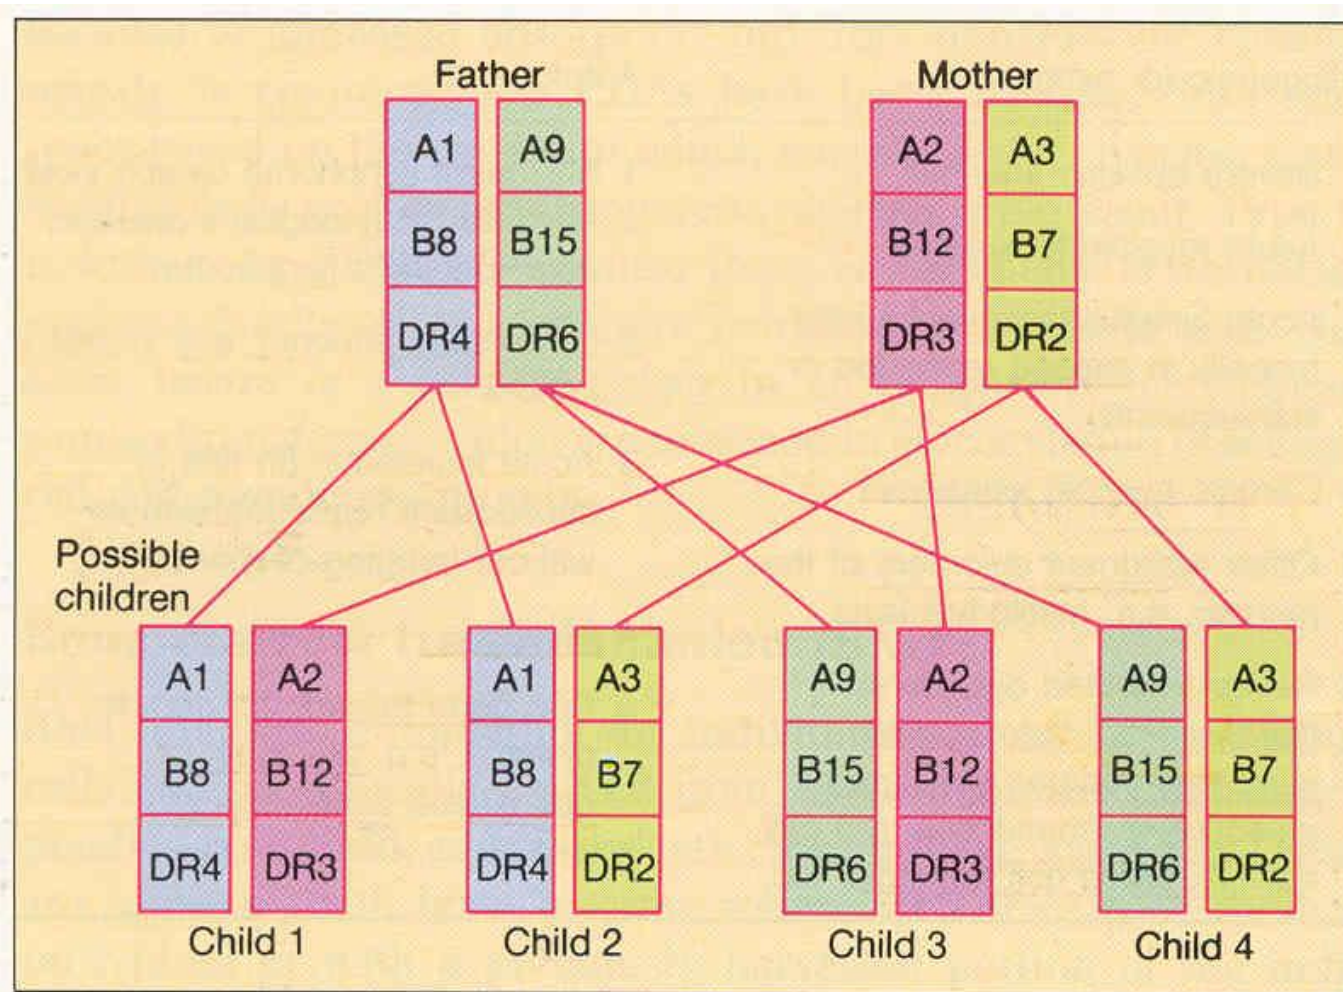 Father Mother
A1 A9 A2 A3
B8 B15 B12 B7
DR4 DR6 DR3 DR2
Possible
children
A1 A2 A1 A3 A9 A2 A9 A3
B8 B12 B8 B7 B15 B12 B15 B7
DR4 DR3 DR4 DR2 DR6 DR3 DR6 DR2
Child 1 Child 2 Child 3 Child 4